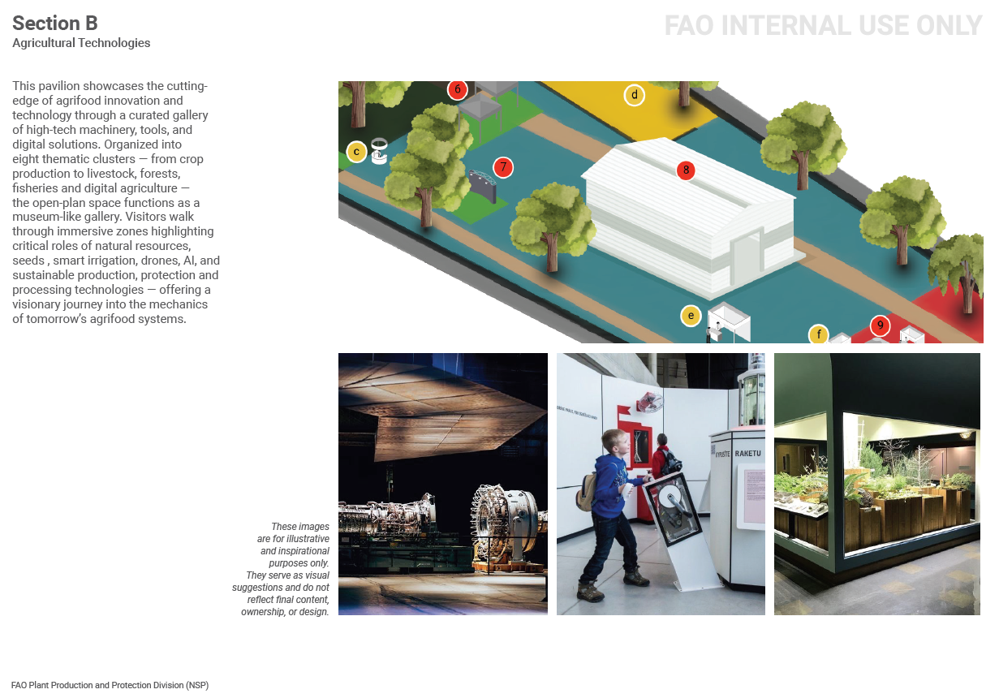 Section B
Agricultural Technologies
FAO INTERNAL USE ONLY
This pavilion showcases the cutting-
edge of agrifood innovation and
technology through a curated gallery
of high-tech machinery, tools, and
digital solutions. Organized into
eight thematic clusters — from crop
production to livestock, forests,
fisheries and digital agriculture —
the open-plan space functions as a
museum-like gallery. Visitors walk
through immersive zones highlighting
critical roles of natural resources,
seeds , smart irrigation, drones, AI, and
sustainable production, protection and
processing technologies — offering a
visionary journey into the mechanics
of tomorrow's agrifood systems.
6
d
c
7
8
e
f
9
These images
are for illustrative
and inspirational
purposes only.
They serve as visual
suggestions and do not
reflect final content,
ownership, or design.
RAKETU
FAO Plant Production and Protection Division (NSP)